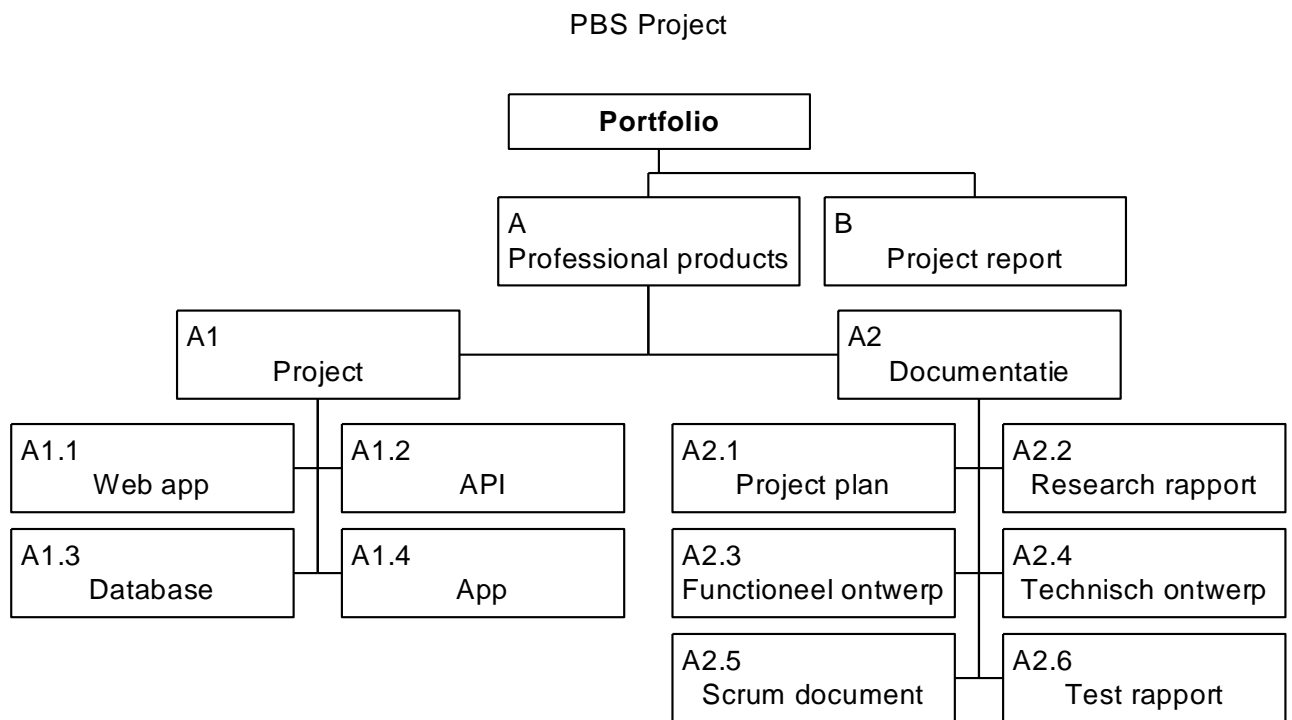 PBS Project
Portfolio
A
Professional products
B
Project report
A1
Project
A2
Documentatie
A1.1
Web app
A1.2
API
A2.1
Project plan
A2.2
Research rapport
A1.3
Database
A1.4
App
A2.3
Functioneel ontwerp
A2.4
Technisch ontwerp
A2.5
Scrum document
A2.6
Test rapport